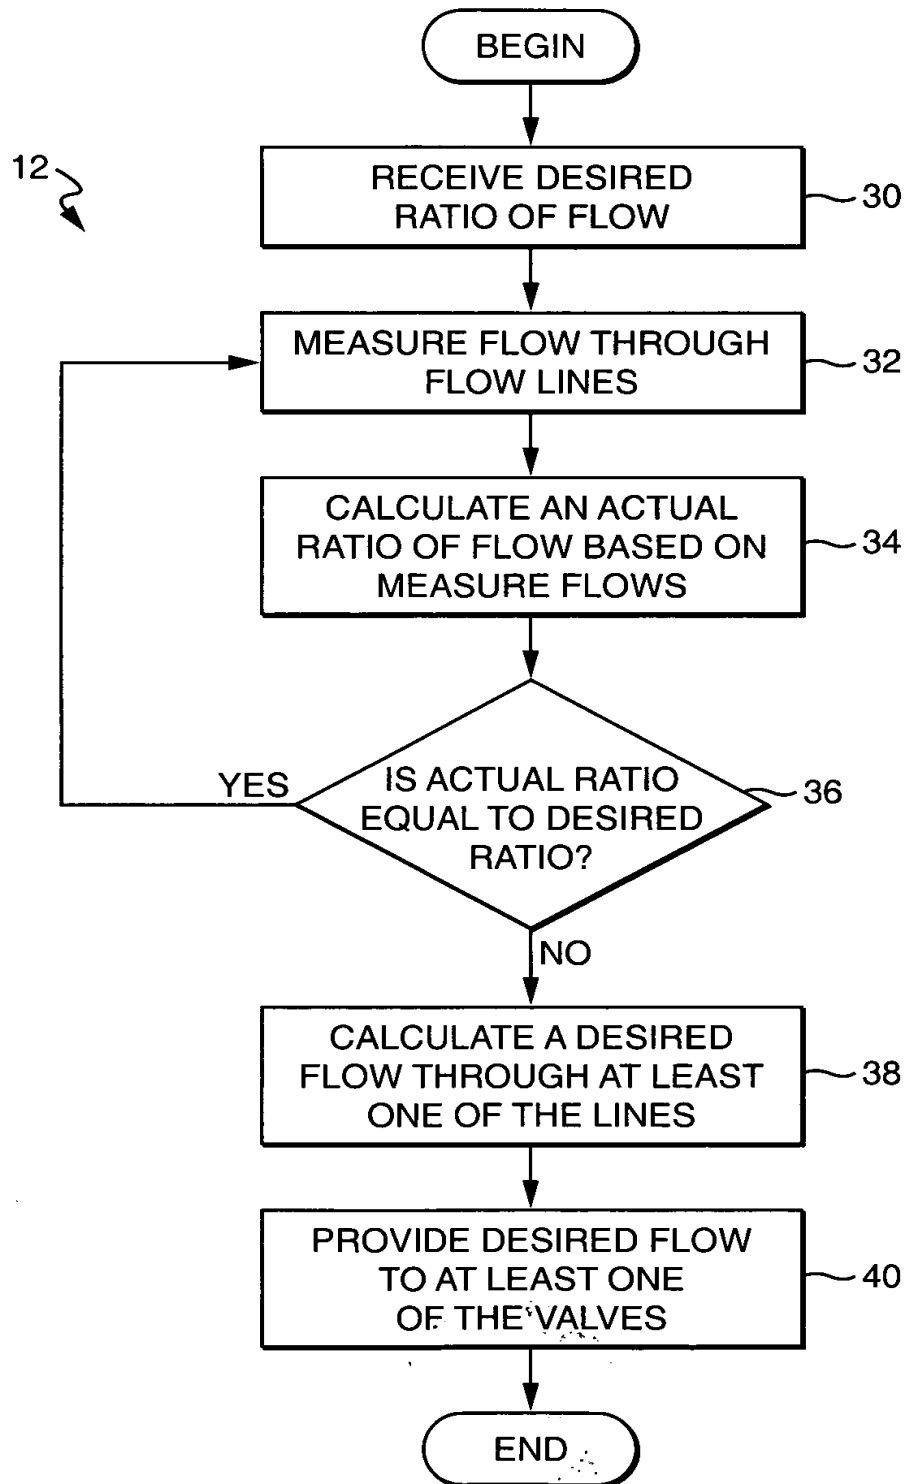 BEGIN
12
RECEIVE DESIRED
RATIO OF FLOW
30
MEASURE FLOW THROUGH
FLOW LINES
32
CALCULATE AN ACTUAL
RATIO OF FLOW BASED ON
MEASURE FLOWS
34
YES
IS ACTUAL RATIO
EQUAL TO DESIRED
RATIO?
36
NO
CALCULATE A DESIRED
FLOW THROUGH AT LEAST
ONE OF THE LINES
38
PROVIDE DESIRED FLOW
TO AT LEAST ONE
OF THE VALVES
40
END